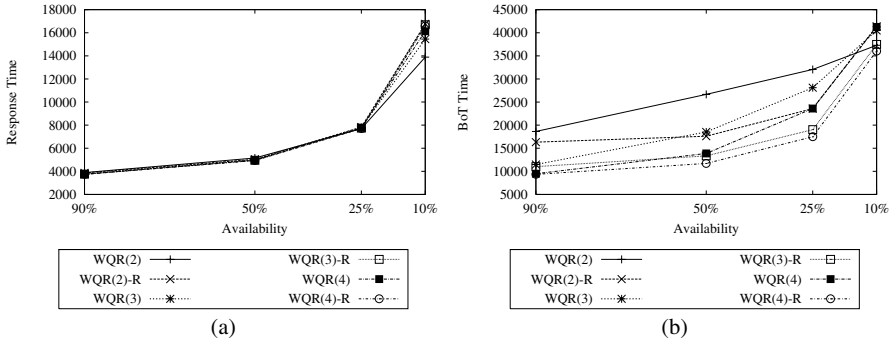 18000
16000
14000
12000
10000
8000
6000
4000
2000
Response Time
90%
50%
25%
10%
Availability
WQR(2)
WQR(2)-R
WQR(3)
WQR(3)-R
WQR(4)
WQR(4)-R
(a)
45000
40000
35000
30000
25000
20000
15000
10000
5000
BoT Time
90%
50%
25%
10%
Availability
WQR(2)
WQR(2)-R
WQR(3)
WQR(3)-R
WQR(4)
WQR(4)-R
(b)